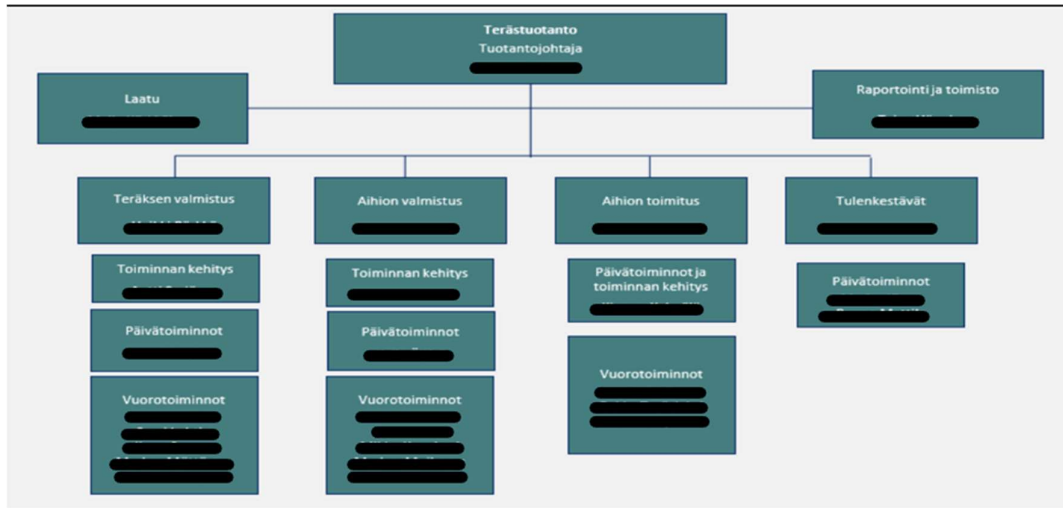 Terästuotanto
Tuotantojohtaja
Laatu
Raportointi ja toimisto
Teräksen valmistus
Aihion valmistus
Aihion toimitus
Tulenkestävät
Toiminnan kehitys
Toiminnan kehitys
Päivätoiminnot ja
toiminnan kehitys
Päivätoiminnot
Päivätoiminnot
Päivätoiminnot
Vuorotoiminnot
Vuorotoiminnot
Vuorotoiminnot